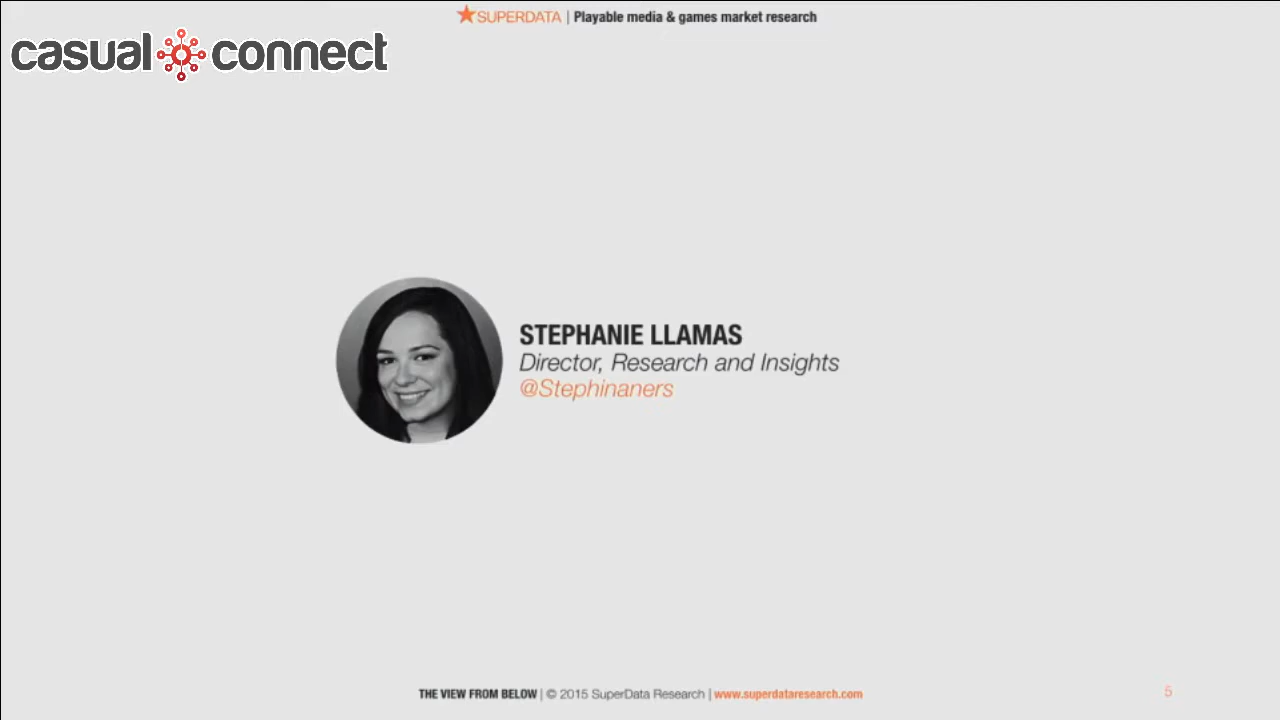 SUPERDATA | Playable media & games market research
casual connect
STEPHANIE LLAMAS
Director, Research and Insights
@Stephinaners
THE VIEW FROM BELOW | © 2015 SuperData Research | www.superdataresearch.com
5